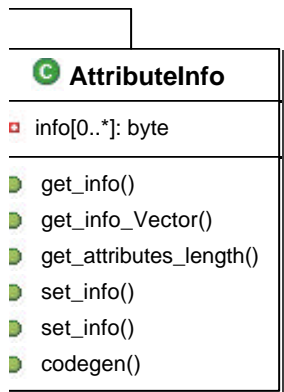 C AttributeInfo
info[0..*]: byte
get_info()
get_info_Vector()
get_attributes_length()
set_info()
set_info()
codegen()